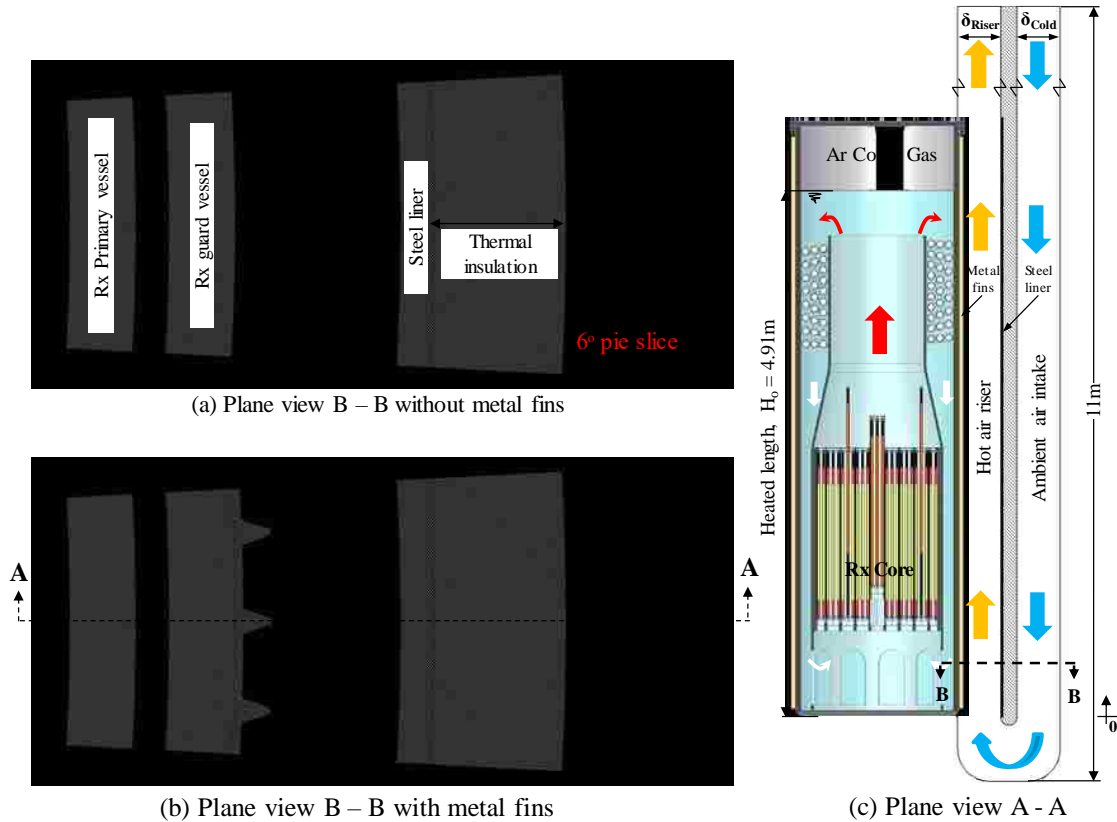 Rx Primary vessel
Rx guard vessel
Steel liner
Thermal
insulation
6° pie slice
(a) Plane view B – B without metal fins
A
A
(b) Plane view B – B with metal fins
δRiser
δCold
Ar Co
Gas
Heated length, Ho = 4.91m
Metal
fins
Steel
liner
Hot air riser
Ambient air intake
11m
Rx Core
B
B
0
(c) Plane view A - A